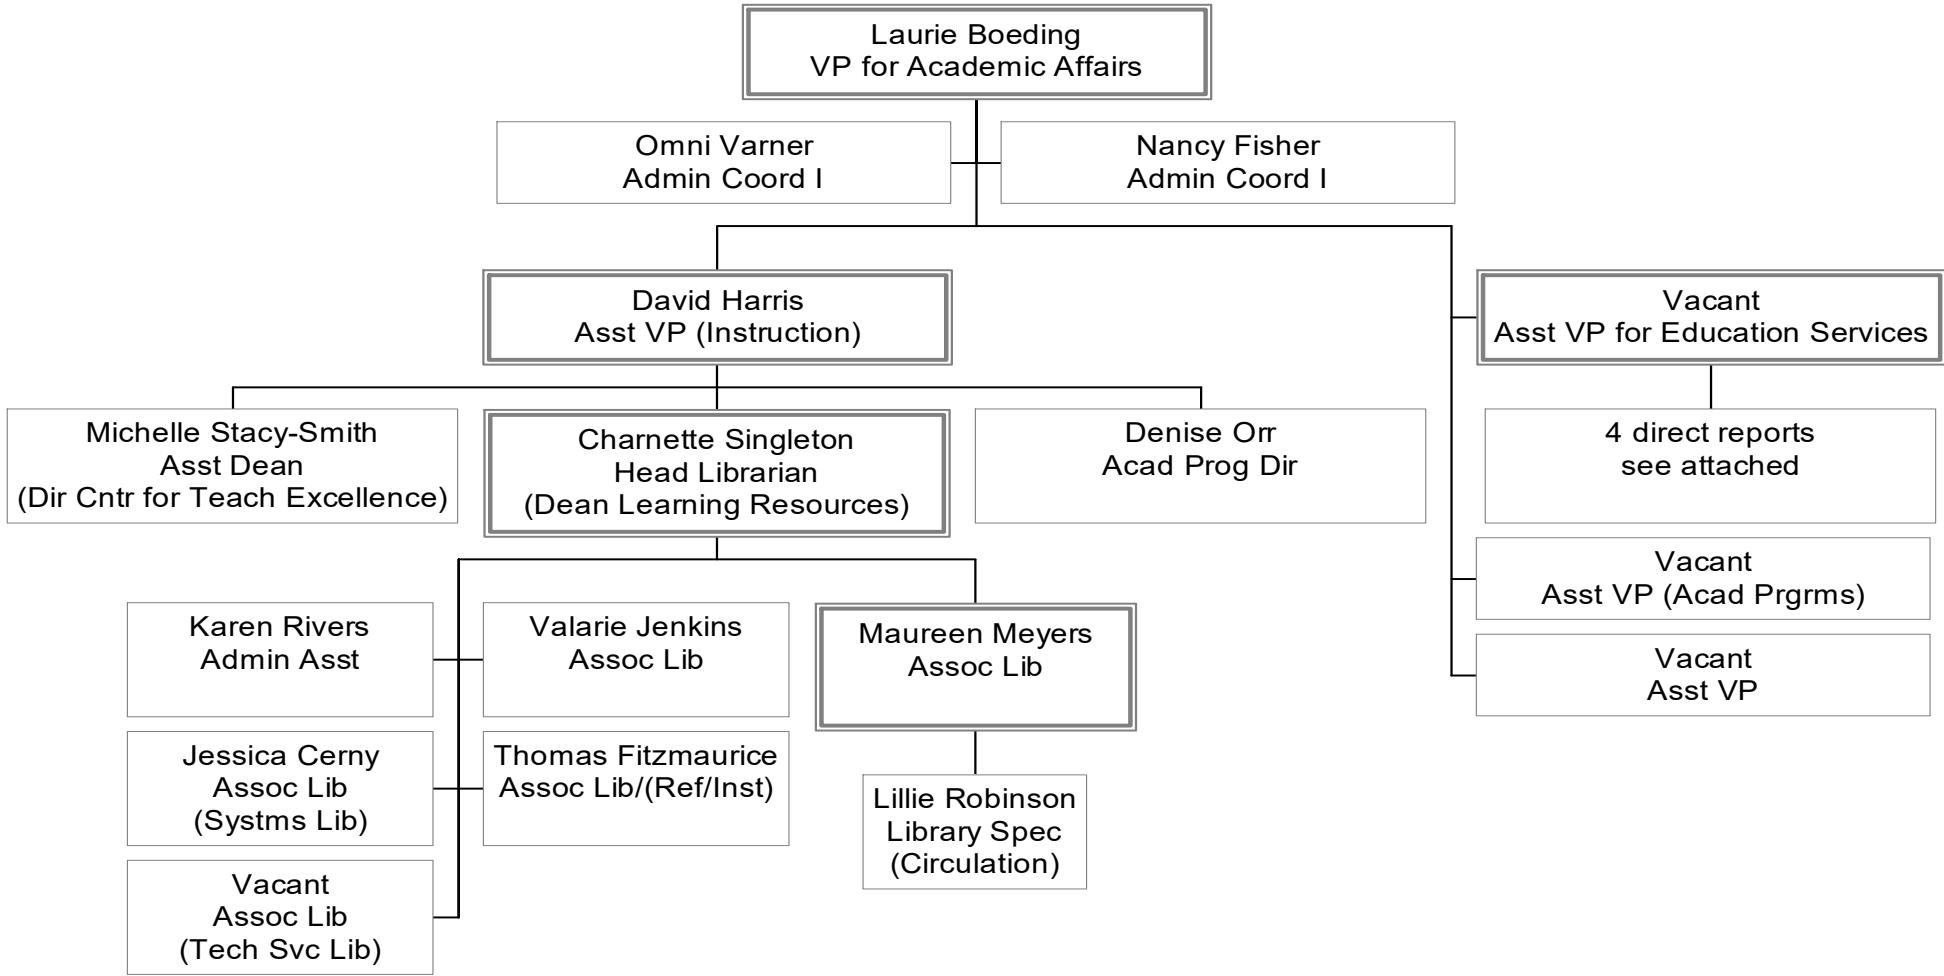 Laurie Boeding
VP for Academic Affairs
Omni Varner
Admin Coord I
Nancy Fisher
Admin Coord I
David Harris
Asst VP (Instruction)
Vacant
Asst VP for Education Services
Michelle Stacy-Smith
Asst Dean
(Dir Cntr for Teach Excellence)
Charnette Singleton
Head Librarian
(Dean Learning Resources)
Denise Orr
Acad Prog Dir
4 direct reports
see attached
Vacant
Asst VP (Acad Prgrms)
Vacant
Asst VP
Karen Rivers
Admin Asst
Valarie Jenkins
Assoc Lib
Maureen Meyers
Assoc Lib
Jessica Cerny
Assoc Lib
(Systms Lib)
Thomas Fitzmaurice
Assoc Lib/(Ref/Inst)
Lillie Robinson
Library Spec
(Circulation)
Vacant
Assoc Lib
(Tech Svc Lib)